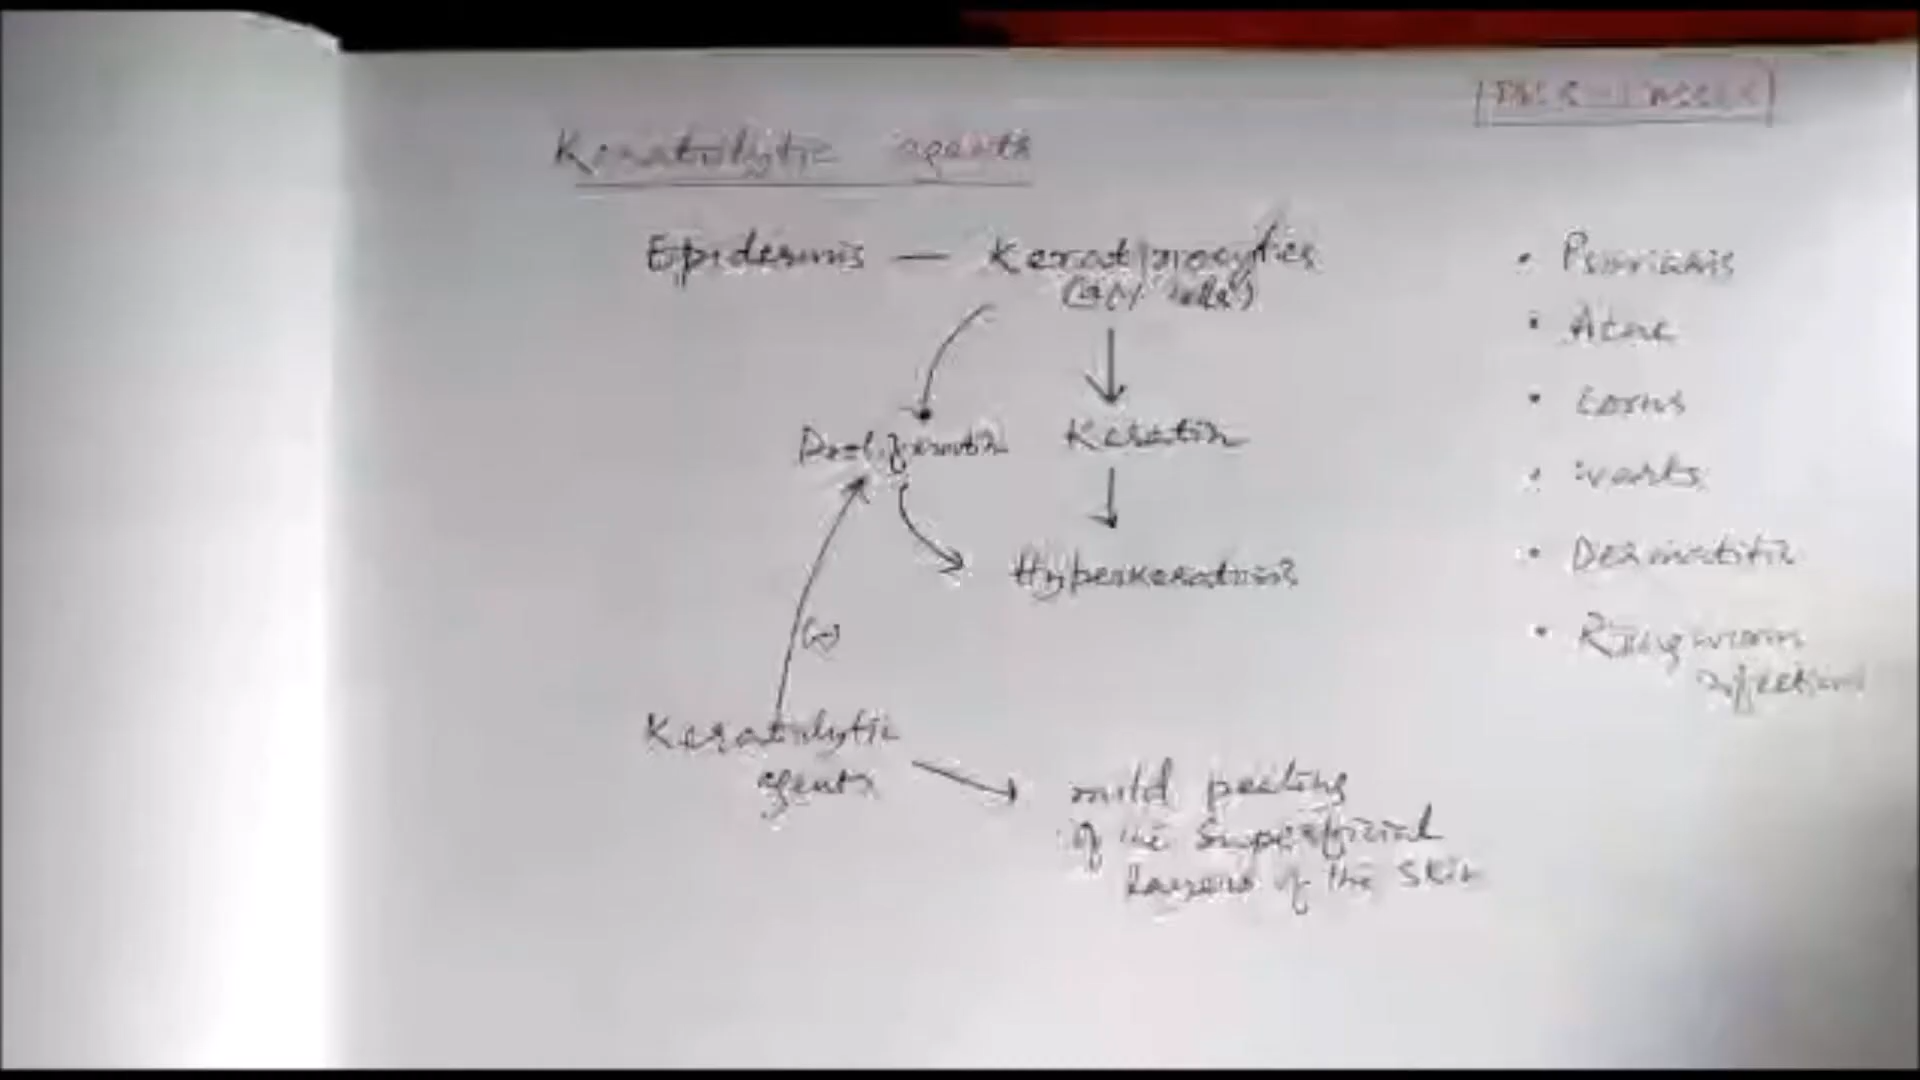 Keratolytic agents
Epidermis — Keratinocytes
Proliferation
Keratin
Hyperkeratosis
(-)
Keratolytic
agents
mild peeling
of the superficial
layers of the skin
• Psoriasis
• Acne
• corns
• warts
• Dermatitis
• Ringworm
infections